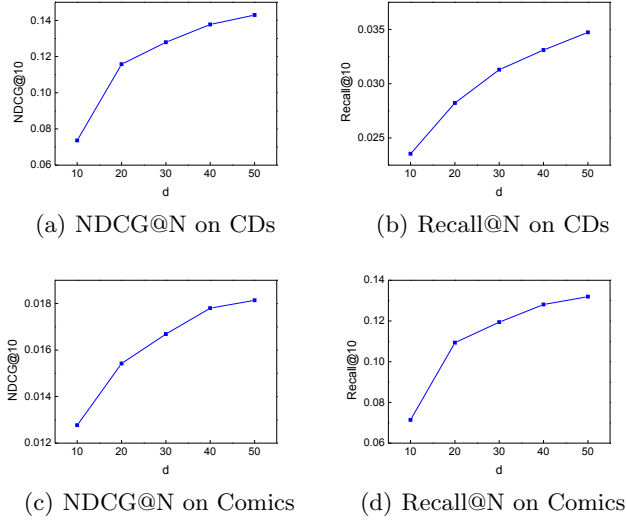 0.14
0.12
0.10
0.08
0.06
NDCG@10
10 20 30 40 50
d
(a) NDCG@N on CDs
0.035
0.030
0.025
Recall@10
10 20 30 40 50
d
(b) Recall@N on CDs
0.018
0.016
0.014
0.012
NDCG@10
10 20 30 40 50
d
(c) NDCG@N on Comics
0.14
0.12
0.10
0.08
0.06
Recall@10
10 20 30 40 50
d
(d) Recall@N on Comics